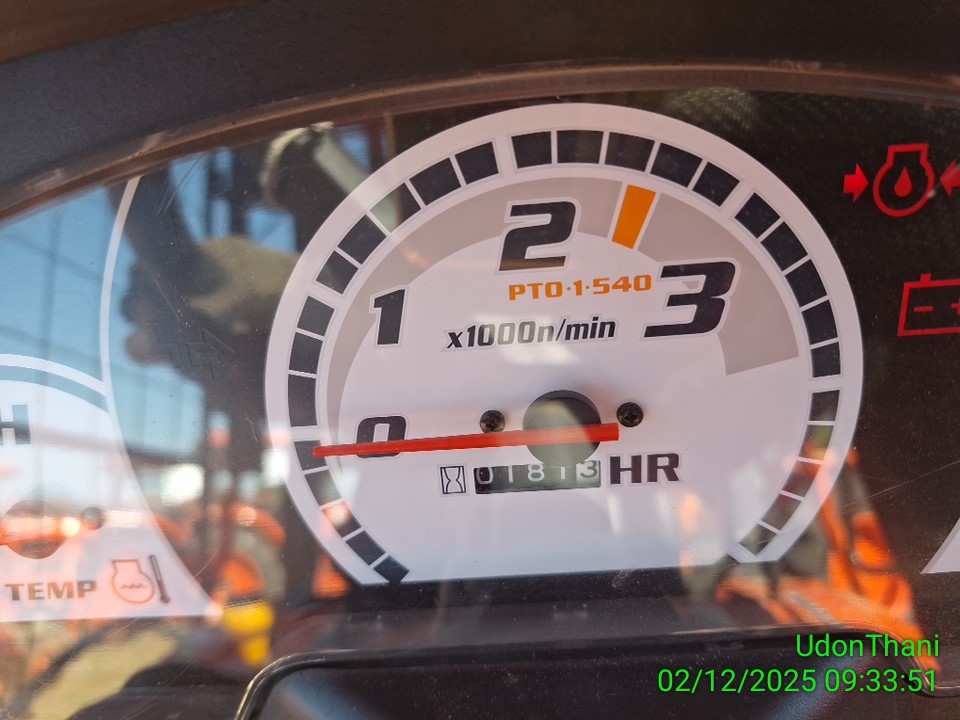 2
1
3
PTO·1·540
x1000n/min
0
01813 HR
H
TEMP
UdonThani
02/12/2025 09:33:51